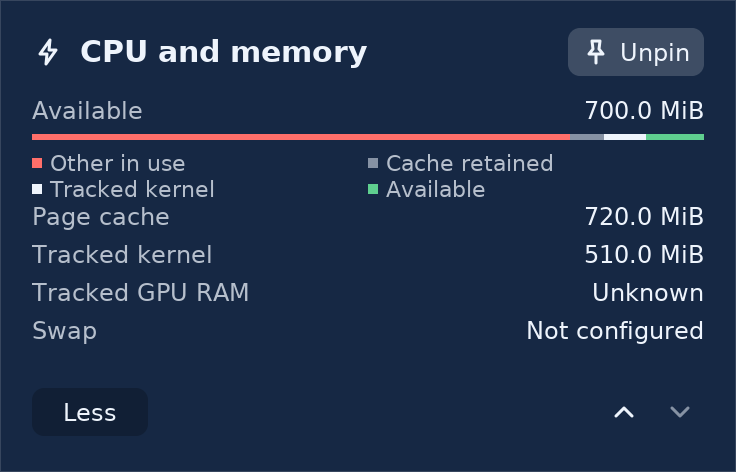 CPU and memory
Unpin
Available 700.0 MiB
Other in use Cache retained
Tracked kernel Available
Page cache 720.0 MiB
Tracked kernel 510.0 MiB
Tracked GPU RAM Unknown
Swap Not configured
Less